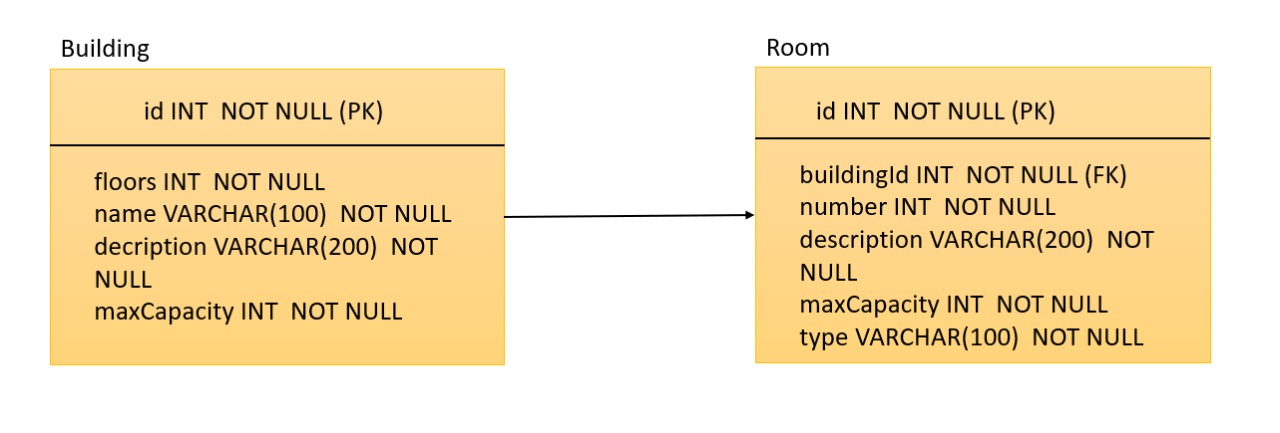 Building
id INT  NOT NULL (PK)
floors INT  NOT NULL
name VARCHAR(100)  NOT NULL
decription VARCHAR(200)  NOT
NULL
maxCapacity INT  NOT NULL
Room
id INT  NOT NULL (PK)
buildingId INT  NOT NULL (FK)
number INT  NOT NULL
description VARCHAR(200)  NOT
NULL
maxCapacity INT  NOT NULL
type VARCHAR(100)  NOT NULL